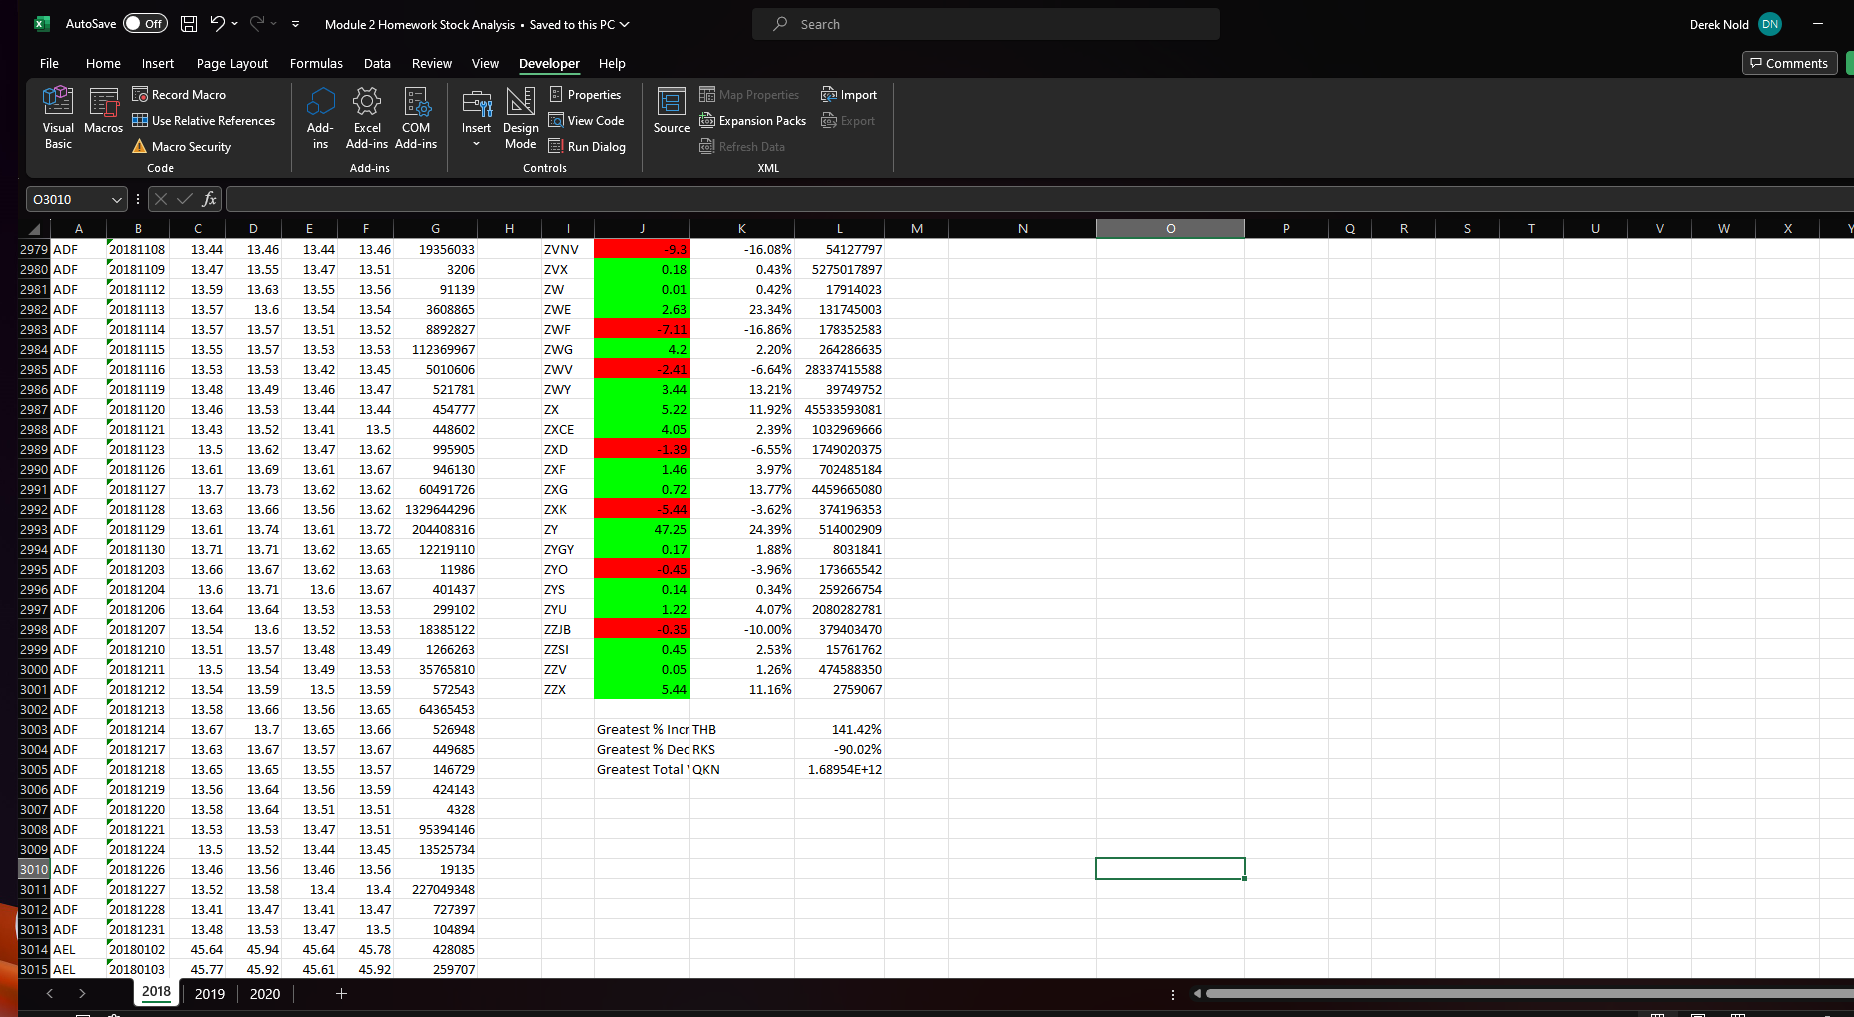 AutoSave Off Module 2 Homework Stock Analysis • Saved to this PC Search Derek Nold DN
File Home Insert Page Layout Formulas Data Review View Developer Help Comments
Visual Basic Macros Record Macro Use Relative References Macro Security Code
Add-ins Excel Add-ins COM Add-ins Add-ins
Insert Design Mode Properties View Code Run Dialog Controls
Source Map Properties Expansion Packs Refresh Data Import Export XML
O3010 fx
A B C D E F G H I J K L M N O P Q R S T U V W X Y
2979 ADF 20181108 13.44 13.46 13.44 13.46 19356033 ZVNV -9.3 -16.08% 54127797
2980 ADF 20181109 13.47 13.55 13.47 13.51 3206 ZVX 0.18 0.43% 5275017897
2981 ADF 20181112 13.59 13.63 13.55 13.56 91139 ZW 0.01 0.42% 17914023
2982 ADF 20181113 13.57 13.6 13.54 13.54 3608865 ZWE 2.63 23.34% 131745003
2983 ADF 20181114 13.57 13.57 13.51 13.52 8892827 ZWF -7.11 -16.86% 178352583
2984 ADF 20181115 13.55 13.57 13.53 13.53 112369967 ZWG 4.2 2.20% 264286635
2985 ADF 20181116 13.53 13.53 13.42 13.45 5010606 ZWV -2.41 -6.64% 28337415588
2986 ADF 20181119 13.48 13.49 13.46 13.47 521781 ZWY 3.44 13.21% 39749752
2987 ADF 20181120 13.46 13.53 13.44 13.44 454777 ZX 5.22 11.92% 45533593081
2988 ADF 20181121 13.43 13.52 13.41 13.5 448602 ZXCE 4.05 2.39% 1032969666
2989 ADF 20181123 13.5 13.62 13.47 13.62 995905 ZXD -1.39 -6.55% 1749020375
2990 ADF 20181126 13.61 13.69 13.61 13.67 946130 ZXF 1.46 3.97% 702485184
2991 ADF 20181127 13.7 13.73 13.62 13.62 60491726 ZXG 0.72 13.77% 4459665080
2992 ADF 20181128 13.63 13.66 13.56 13.62 1329644296 ZXK -5.44 -3.62% 374196353
2993 ADF 20181129 13.61 13.74 13.61 13.72 204408316 ZY 47.25 24.39% 514002909
2994 ADF 20181130 13.71 13.71 13.62 13.65 12219110 ZYGY 0.17 1.88% 8031841
2995 ADF 20181203 13.66 13.67 13.62 13.63 11986 ZYO -0.45 -3.96% 173665542
2996 ADF 20181204 13.6 13.71 13.6 13.67 401437 ZYS 0.14 0.34% 259266754
2997 ADF 20181206 13.64 13.64 13.53 13.53 299102 ZYU 1.22 4.07% 2080282781
2998 ADF 20181207 13.54 13.6 13.52 13.53 18385122 ZZJB -0.35 -10.00% 379403470
2999 ADF 20181210 13.51 13.57 13.48 13.49 1266263 ZZSI 0.45 2.53% 15761762
3000 ADF 20181211 13.5 13.54 13.49 13.53 35765810 ZZV 0.05 1.26% 474588350
3001 ADF 20181212 13.54 13.59 13.5 13.59 572543 ZZX 5.44 11.16% 2759067
3002 ADF 20181213 13.58 13.66 13.56 13.65 64365453
3003 ADF 20181214 13.67 13.7 13.65 13.66 526948 Greatest % Incr THB 141.42%
3004 ADF 20181217 13.63 13.67 13.57 13.67 449685 Greatest % Dec RKS -90.02%
3005 ADF 20181218 13.65 13.65 13.55 13.57 146729 Greatest Total QKN 1.68954E+12
3006 ADF 20181219 13.56 13.64 13.56 13.59 424143
3007 ADF 20181220 13.58 13.64 13.51 13.51 4328
3008 ADF 20181221 13.53 13.53 13.47 13.51 95394146
3009 ADF 20181224 13.5 13.52 13.44 13.45 13525734
3010 ADF 20181226 13.46 13.56 13.46 13.56 19135
3011 ADF 20181227 13.52 13.58 13.4 13.4 227049348
3012 ADF 20181228 13.41 13.47 13.41 13.47 727397
3013 ADF 20181231 13.48 13.53 13.47 13.5 104894
3014 AEL 20180102 45.64 45.94 45.64 45.78 428085
3015 AEL 20180103 45.77 45.92 45.61 45.92 259707
2018 2019 2020